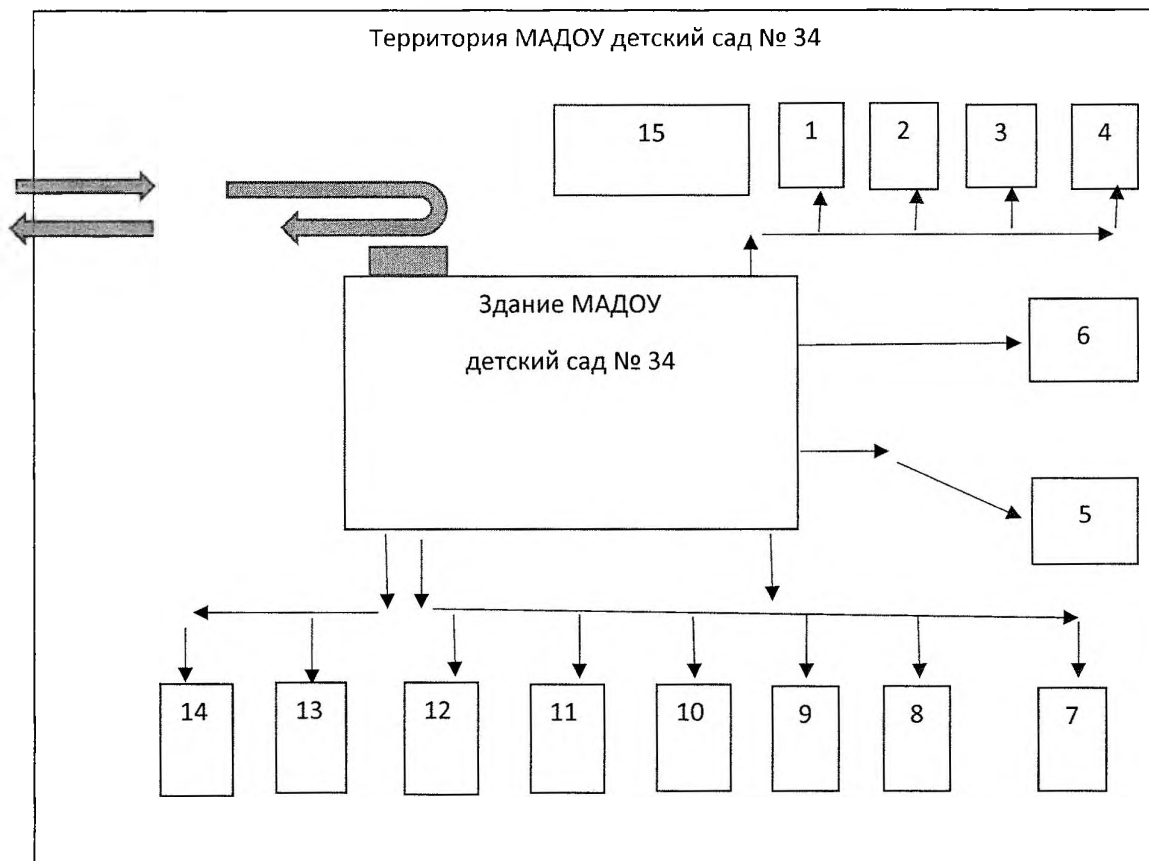 Территория МАДОУ детский сад № 34
15 1 2 3 4
Здание МАДОУ
детский сад № 34
6
5
14 13 12 11 10 9 8 7